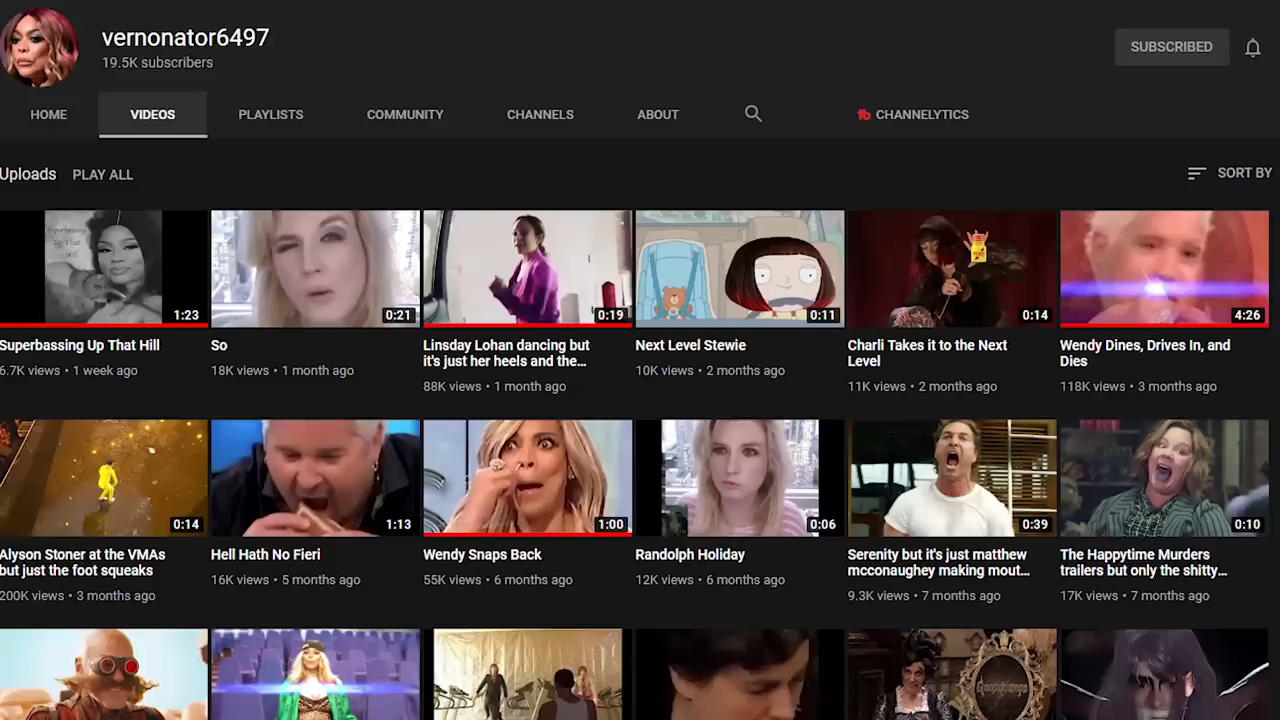 vernonator6497
19.5K subscribers
SUBSCRIBED
HOME
VIDEOS
PLAYLISTS
COMMUNITY
CHANNELS
ABOUT
CHANNELYTICS
Uploads
PLAY ALL
SORT BY
1:23
0:21
0:19
0:11
0:14
4:26
Superbassing Up That Hill
6.7K views • 1 week ago
So
18K views • 1 month ago
Linsday Lohan dancing but
it's just her heels and the...
88K views • 1 month ago
Next Level Stewie
10K views • 2 months ago
Charli Takes it to the Next
Level
11K views • 2 months ago
Wendy Dines, Drives In, and
Dies
118K views • 3 months ago
0:14
1:13
1:00
0:06
0:39
0:10
Alyson Stoner at the VMAs
but just the foot squeaks
200K views • 3 months ago
Hell Hath No Fieri
16K views • 5 months ago
Wendy Snaps Back
55K views • 6 months ago
Randolph Holiday
12K views • 6 months ago
Serenity but it's just matthew
mcconaughey making mout...
9.3K views • 7 months ago
The Happytime Murders
trailers but only the shitty...
17K views • 7 months ago